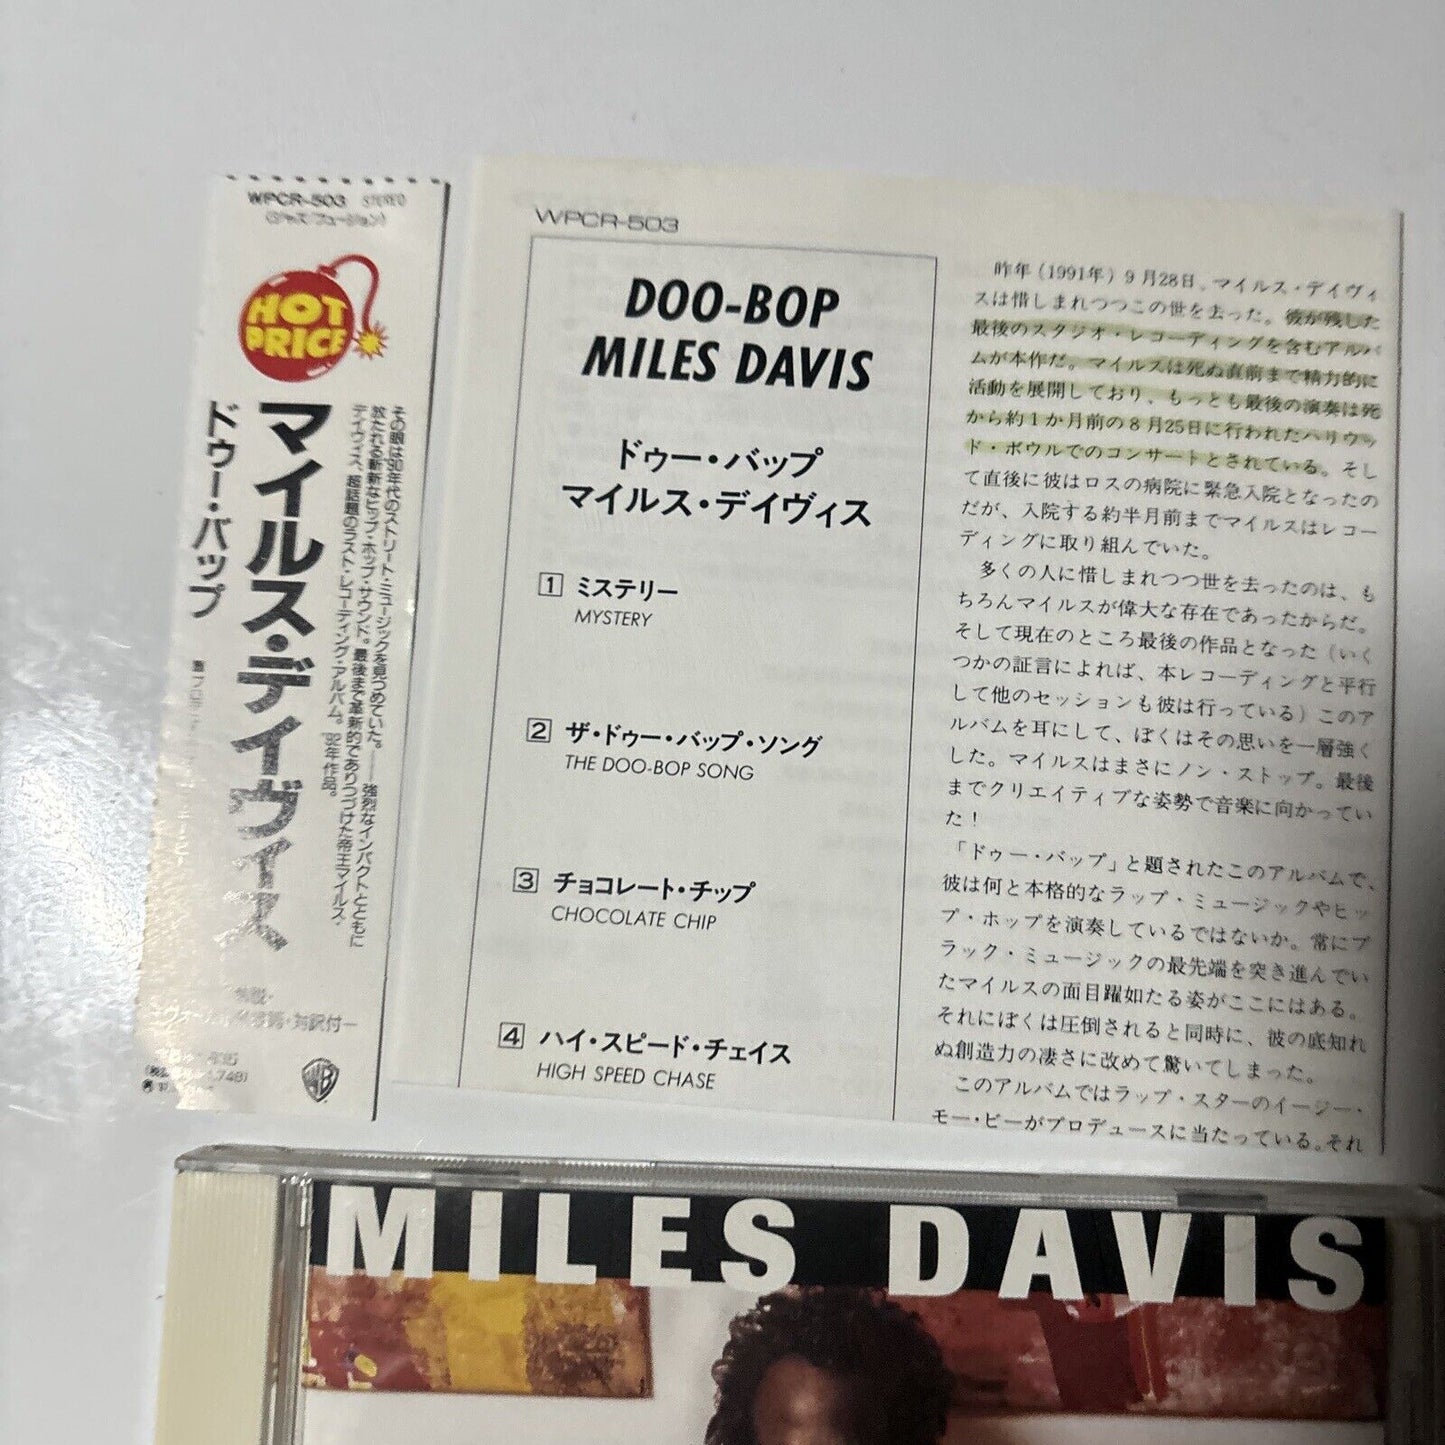 WPCR-503 STEREO
(ジャズ/フュージョン)
HOT
PRICE
その眼は'90年代のストリート・ミュージックを見つめていた。——強烈なインパクトとともに
放たれる斬新なヒップ・ホップ・サウンド。最後まで革新的でありつづけた帝王マイルス・
デイヴィス、超話題のラスト・レコーディング・アルバム。'92年作品。
マイルス・デイヴィス
ドゥー・バップ
対訳付—
WPCR-503
DOO-BOP
MILES DAVIS
ドゥー・バップ
マイルス・デイヴィス
1 ミステリー
MYSTERY
2 ザ・ドゥー・バップ・ソング
THE DOO-BOP SONG
3 チョコレート・チップ
CHOCOLATE CHIP
4 ハイ・スピード・チェイス
HIGH SPEED CHASE
昨年(1991年)9月28日、マイルス・デイヴィ
スは惜しまれつつこの世を去った。彼が残した
最後のスタジオ・レコーディングを含むアルバ
ムが本作だ。マイルスは死ぬ直前まで精力的に
活動を展開しており、もっとも最後の演奏は死
から約1か月前の8月25日に行われたハリウッ
ド・ボウルでのコンサートとされている。そし
て直後に彼はロスの病院に緊急入院となったの
だが、入院する約半月前までマイルスはレコー
ディングに取り組んでいた。
多くの人に惜しまれつつ世を去ったのは、も
ちろんマイルスが偉大な存在であったからだ。
そして現在のところ最後の作品となった(いく
つかの証言によれば、本レコーディングと平行
して他のセッションも彼は行っている)このア
ルバムを耳にして、ぼくはその思いを一層強く
した。マイルスはまさにノン・ストップ。最後
までクリエイティブな姿勢で音楽に向かってい
た!
「ドゥー・バップ」と題されたこのアルバムで、
彼は何と本格的なラップ・ミュージックやヒッ
プ・ホップを演奏しているではないか。常にブ
ラック・ミュージックの最先端を突き進んでい
たマイルスの面目躍如たる姿がここにはある。
それにぼくは圧倒されると同時に、彼の底知れ
ぬ創造力の凄さに改めて驚いてしまった。
このアルバムではラップ・スターのイージー・
モー・ビーがプロデュースに当たっている。それ
MILES DAVIS